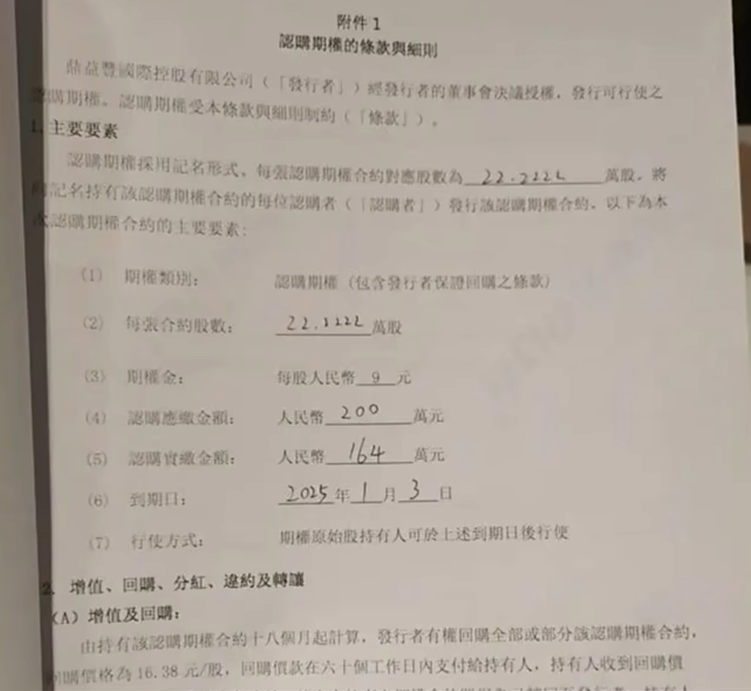 附件 1
認購期權的條款與細則
鼎益豐國際控股有限公司（「發行者」）經發行者的董事會決議授權，發行可行使之
認購期權。認購期權受本條款與細則制約（「條款」）。
1. 主要要素
認購期權採用記名形式，每張認購期權合約對應股數為 22.2222 萬股，將
向記名持有該認購期權合約的每位認購者（「認購者」）發行該認購期權合約，以下為本
次認購期權合約的主要要素：
(1) 期權類別： 認購期權（包含發行者保證回購之條款）
(2) 每張合約股數： 22.2222 萬股
(3) 期權金： 每股人民幣 9 元
(4) 認購應繳金額： 人民幣 200 萬元
(5) 認購實繳金額： 人民幣 164 萬元
(6) 到期日： 2025 年 1 月 3 日
(7) 行使方式： 期權原始股持有人可於上述到期日後行使
2. 增值、回購、分紅、違約及轉讓
(A) 增值及回購：
由持有該認購期權合約十八個月起計算，發行者有權回購全部或部分該認購期權合約，
回購價格為 16.38 元/股，回購價款在六十個工作日內支付給持有人，持有人收到回購價